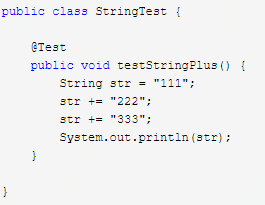 public class StringTest {
@Test
public void testStringPlus() {
String str = "111";
str += "222";
str += "333";
System.out.println(str);
}
}